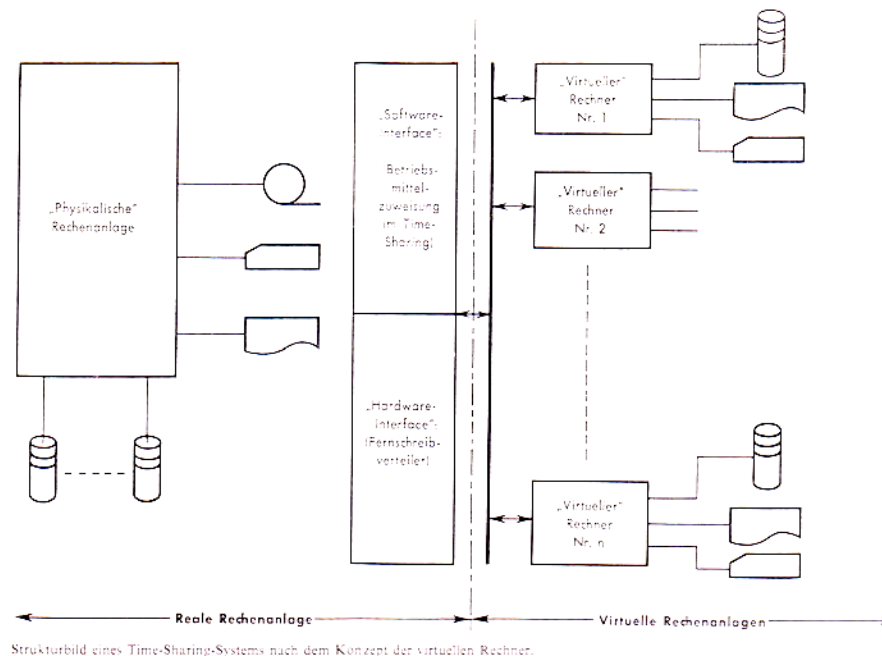 „Physikalische"
Rechenanlage
„Software-
interface":
Betriebs-
mittel-
zuweisung
(im Time-
Sharing)
„Hardware-
interface":
(Fernschreib-
verteiler)
„Virtueller"
Rechner
Nr. 1
„Virtueller"
Rechner
Nr. 2
„Virtueller"
Rechner
Nr. n
Reale Rechenanlage
Virtuelle Rechenanlagen
Strukturbild eines Time-Sharing-Systems nach dem Konzept der virtuellen Rechner.